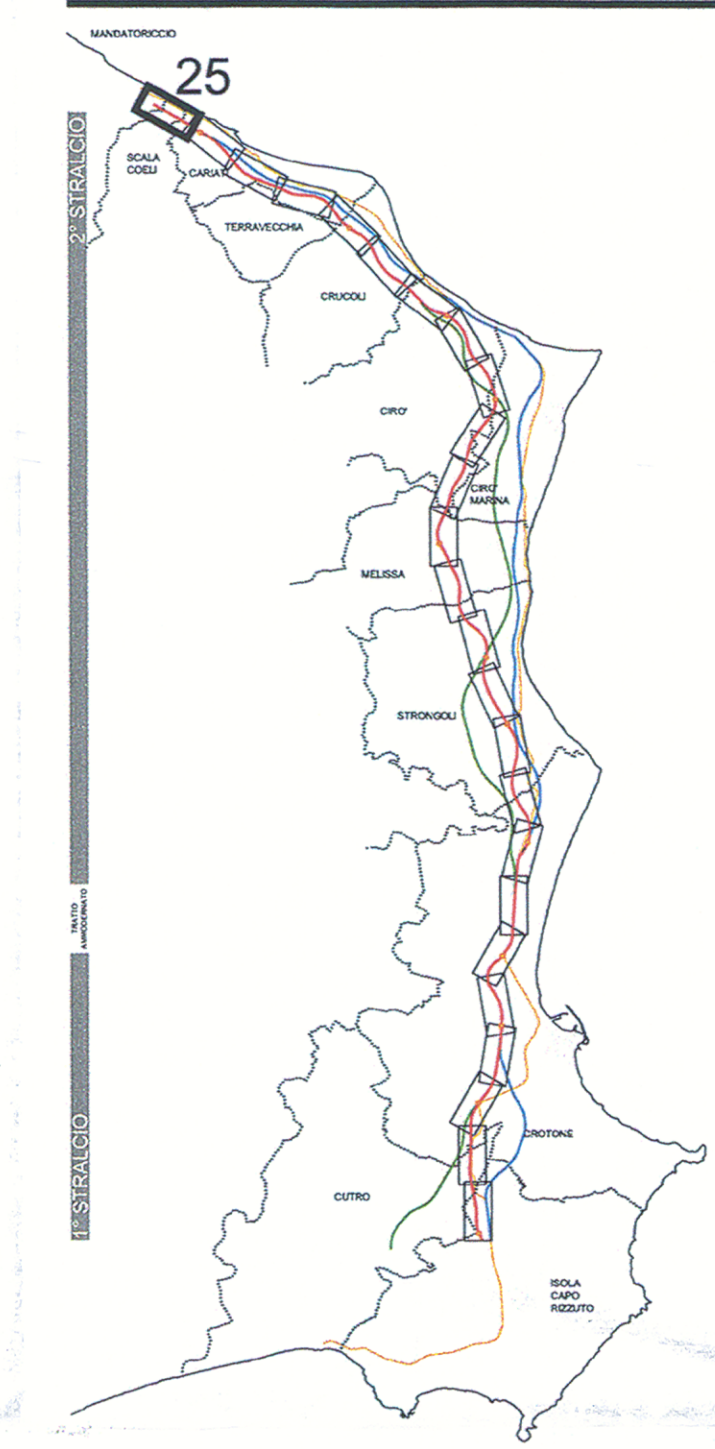 MANDATORICCIO
25
2° STRALCIO
SCALA
COELI
CARIAT
TERRAVECCHIA
CRUCOLI
CIRO'
CIRO'
MARINA
MELISSA
STRONGOLI
TRATTO
AMMODERNATO
1° STRALCIO
CROTONE
CUTRO
ISOLA
CAPO
RIZZUTO